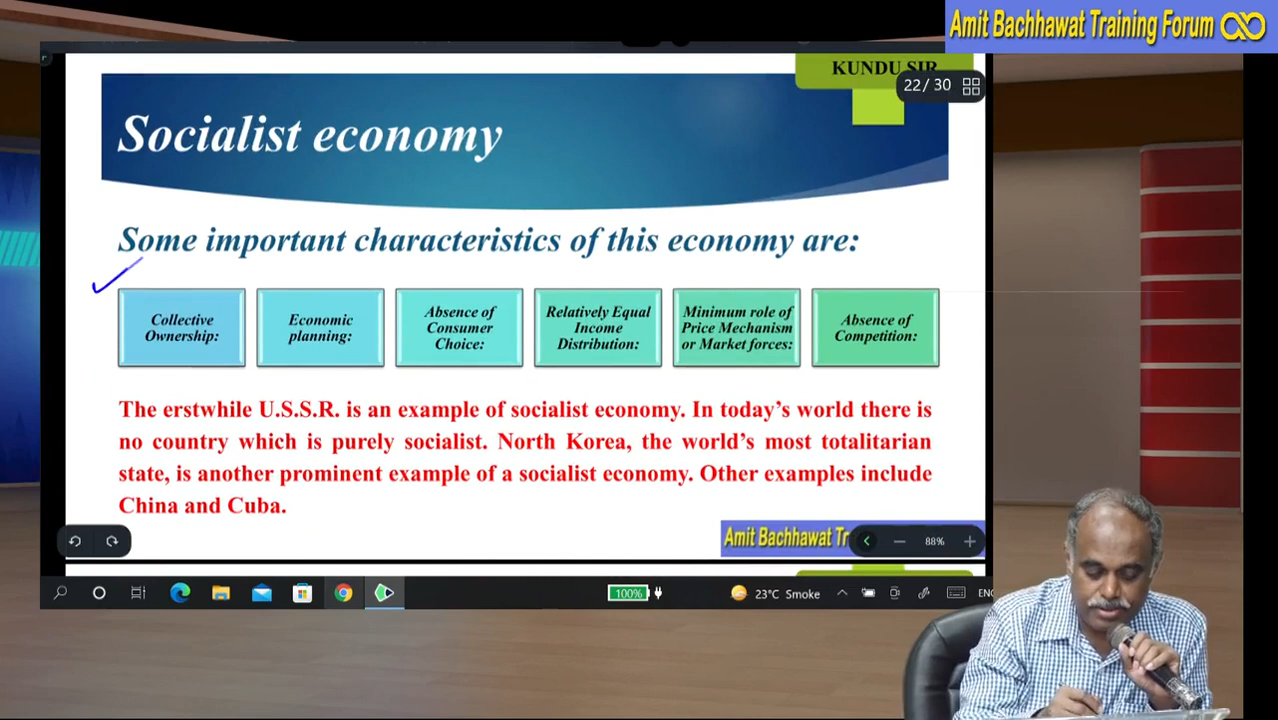 Amit Bachhawat Training Forum
KUNDU SIR
22/ 30
Socialist economy
Some important characteristics of this economy are:
Collective
Ownership:
Economic
planning:
Absence of
Consumer
Choice:
Relatively Equal
Income
Distribution:
Minimum role of
Price Mechanism
or Market forces:
Absence of
Competition:
The erstwhile U.S.S.R. is an example of socialist economy. In today's world there is
no country which is purely socialist. North Korea, the world's most totalitarian
state, is another prominent example of a socialist economy. Other examples include
China and Cuba.
Amit Bachhawat Tr
88%
100%
23°C Smoke
ENG